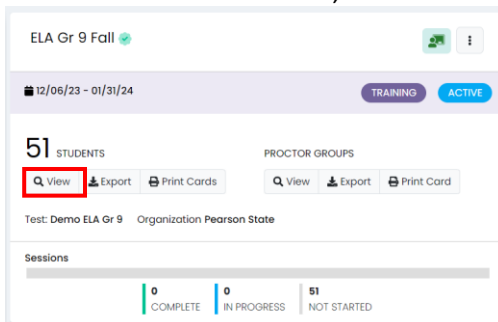 ELA Gr 9 Fall
12/06/23 - 01/31/24 TRAINING ACTIVE
51 STUDENTS PROCTOR GROUPS
View Export Print Cards View Export Print Card
Test: Demo ELA Gr 9 Organization Pearson State
Sessions
0 0 51
COMPLETE IN PROGRESS NOT STARTED